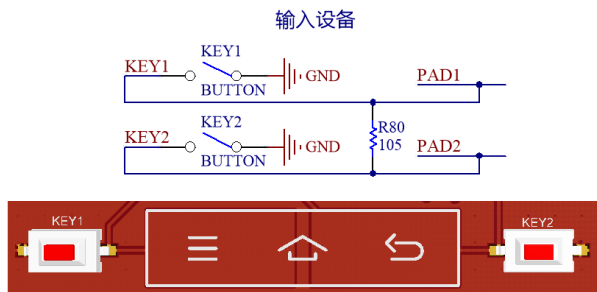 输入设备
KEY1
KEY1
BUTTON
GND
PAD1
R80
105
KEY2
KEY2
BUTTON
GND
PAD2
KEY1
KEY2